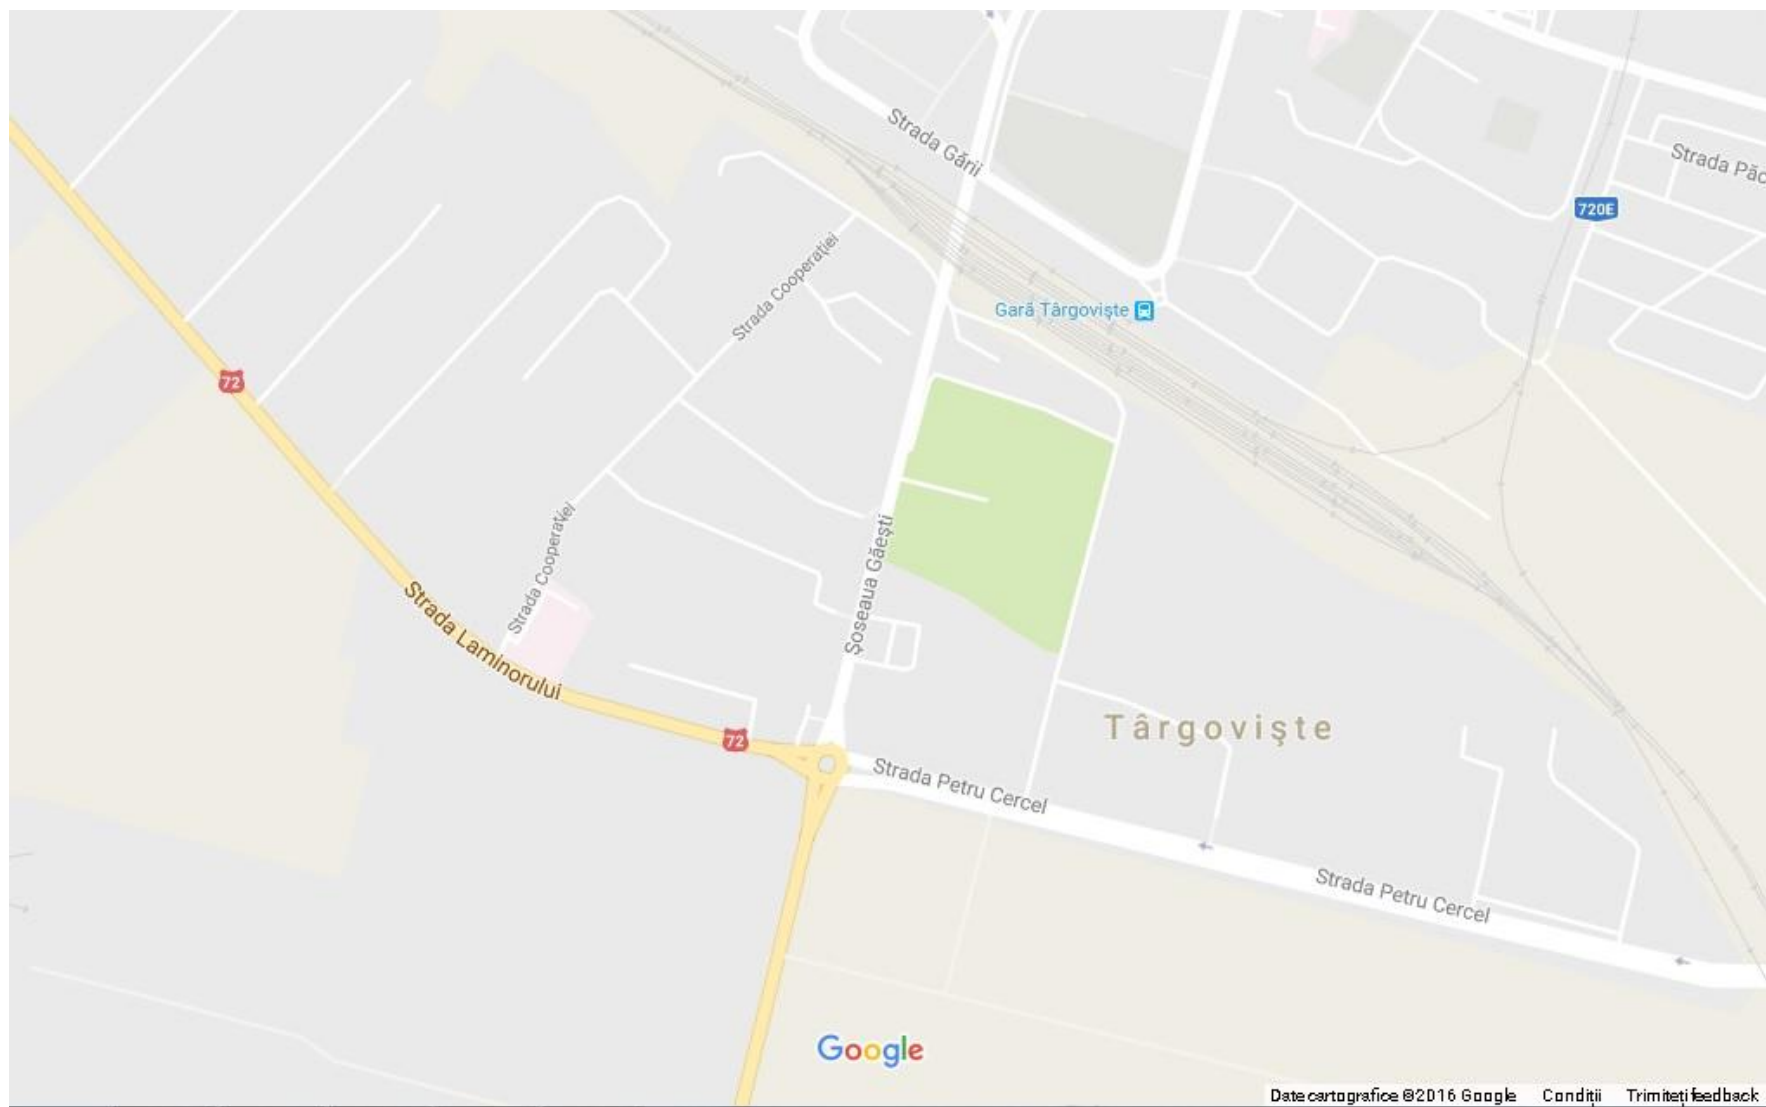 Strada Gării
Strada Păc
720E
Strada Cooperației
Gară Târgoviște
72
Șoseaua Găești
Strada Cooperației
Strada Laminorului
Târgoviște
72
Strada Petru Cercel
Strada Petru Cercel
Google
Date cartografice ©2016 Google Condiții Trimiteți feedback